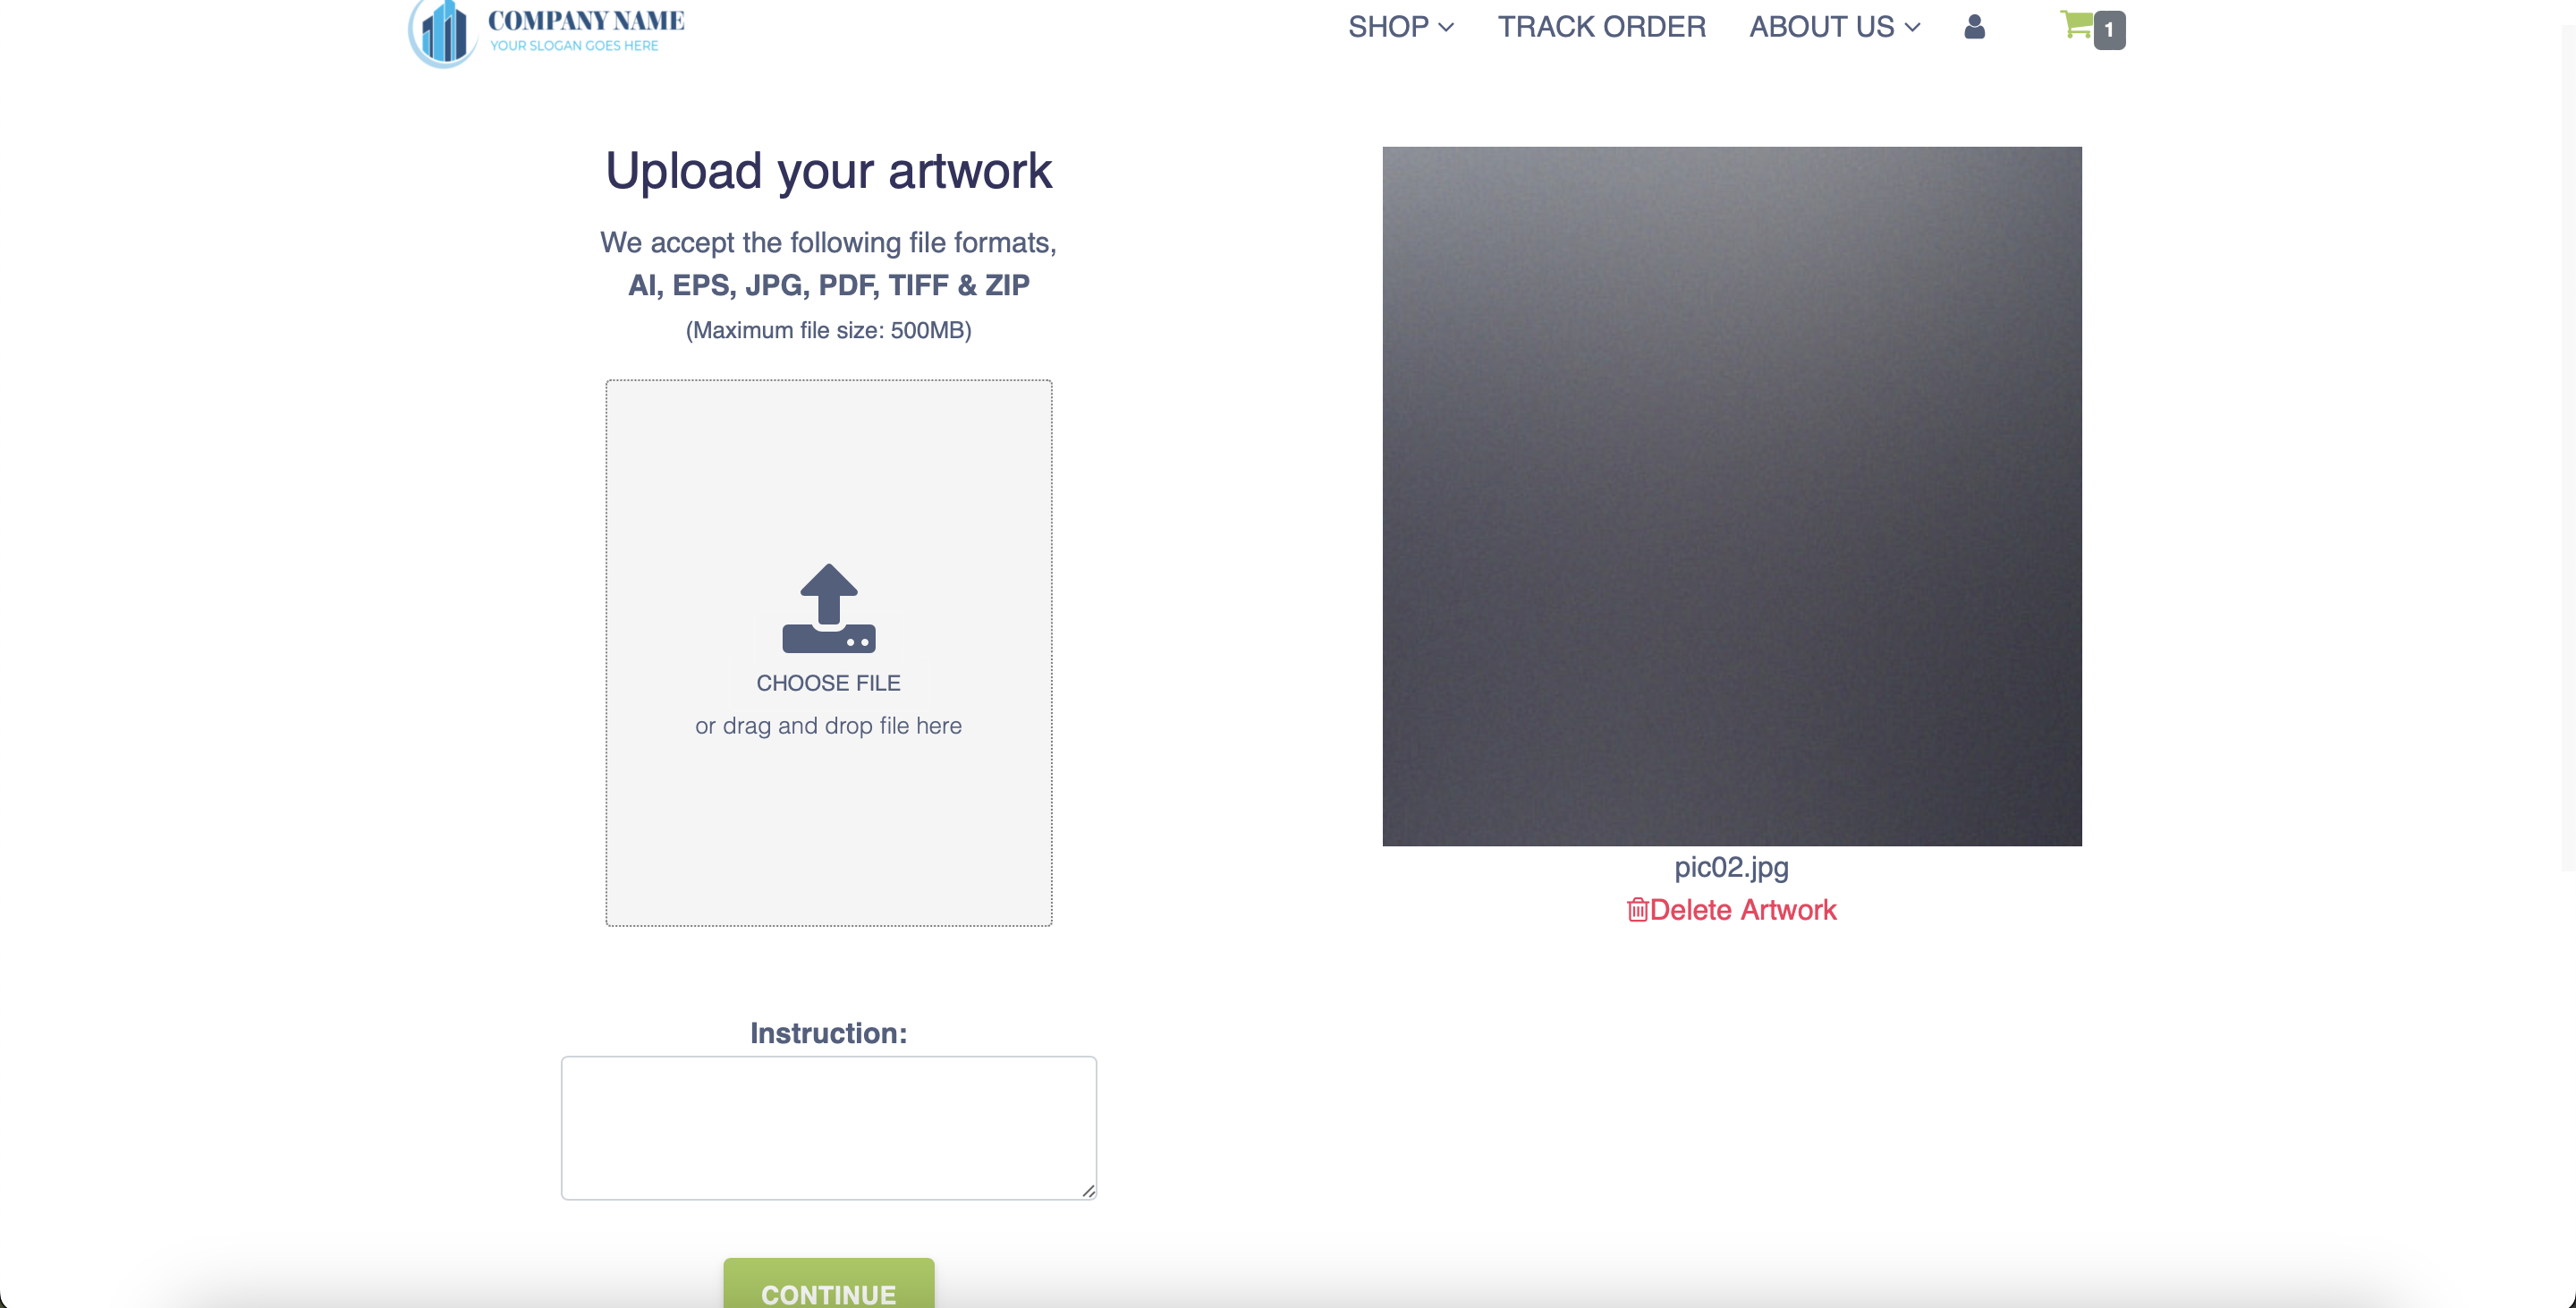 COMPANY NAME
YOUR SLOGAN GOES HERE
SHOP
TRACK ORDER
ABOUT US
1
Upload your artwork
We accept the following file formats,
AI, EPS, JPG, PDF, TIFF & ZIP
(Maximum file size: 500MB)
CHOOSE FILE
or drag and drop file here
pic02.jpg
Delete Artwork
Instruction:
CONTINUE